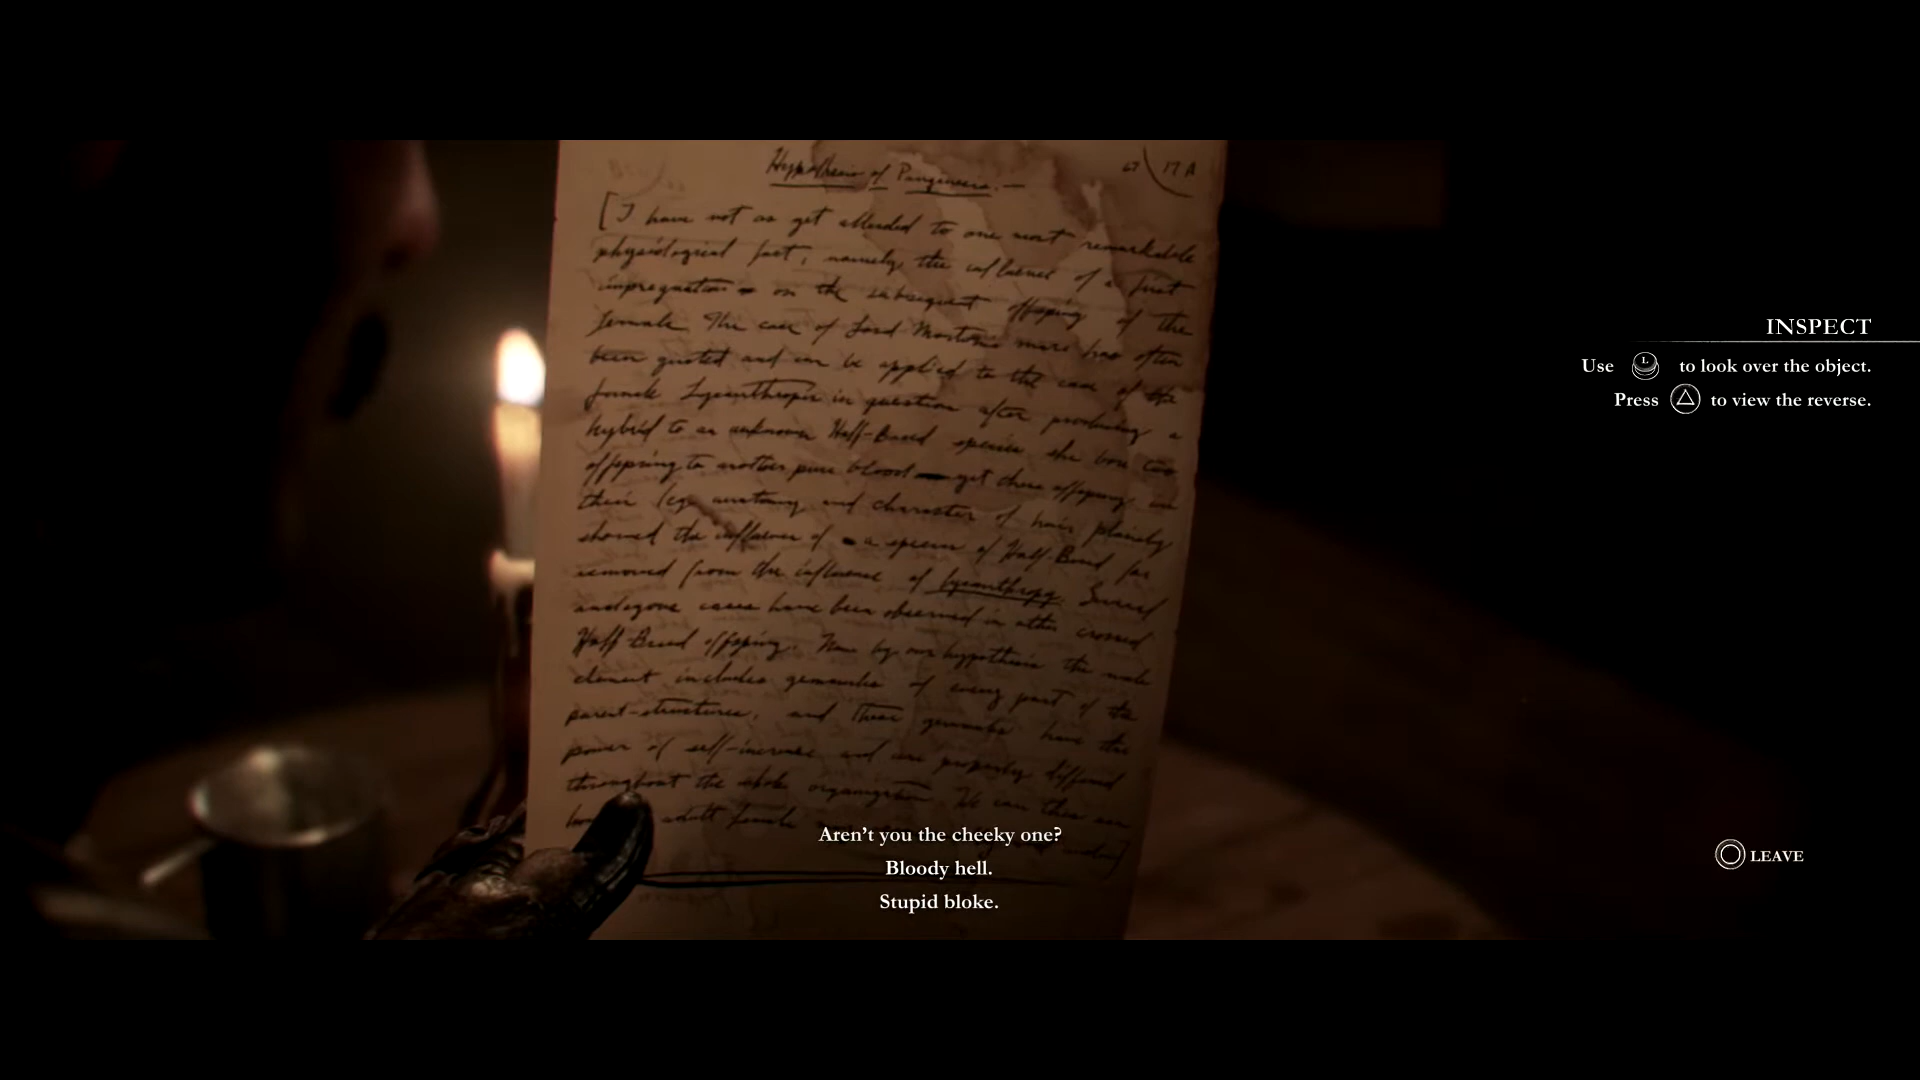 Hypothesis of Pangenesis. —
17 A
[I have not as yet alluded to one most remarkable
physiological fact, namely, the influence of a first
impregnation on the subsequent offspring of the
female. The case of Lord Morton's mare has often
been quoted and can be applied to the case of the
female Lycanthrope in question after producing a
hybrid to an unknown Half-Breed species she bore two
offspring to another pure blood — yet these offspring in
their leg anatomy and character of hair plainly
showed the influence of a species of Half-Breed far
removed from the influence of lycanthropy. Several
analogous cases have been observed in other crossed
Half-Breed offspring. Now by our hypothesis the male
element includes gemmules of every part of the
parent-structures, and these gemmules have the
power of self-increase and are properly diffused
throughout the whole organization. We can thus
adult female
Aren't you the cheeky one?
Bloody hell.
Stupid bloke.
INSPECT
Use L to look over the object.
Press to view the reverse.
LEAVE